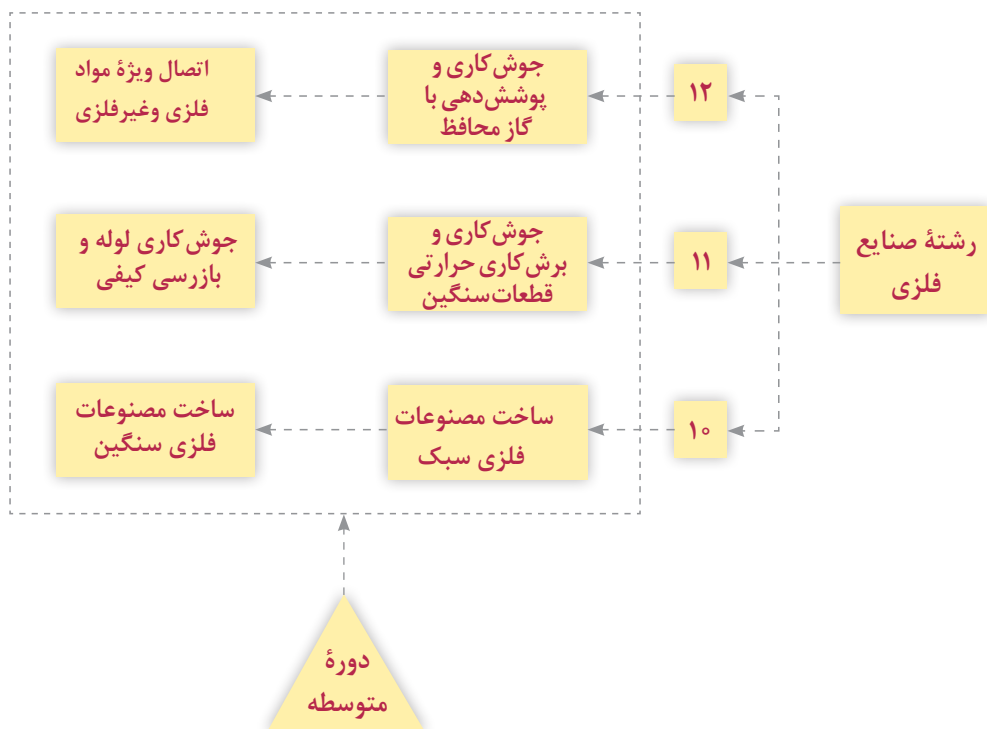 رشتهٔ صنایع
فلزی
۱۲
جوش‌کاری و
پوشش‌دهی با
گاز محافظ
اتصال ویژهٔ مواد
فلزی وغیرفلزی
۱۱
جوش‌کاری و
برش‌کاری حرارتی
قطعات‌سنگین
جوش‌کاری لوله و
بازرسی کیفی
۱۰
ساخت مصنوعات
فلزی سبک
ساخت مصنوعات
فلزی سنگین
دورهٔ
متوسطه